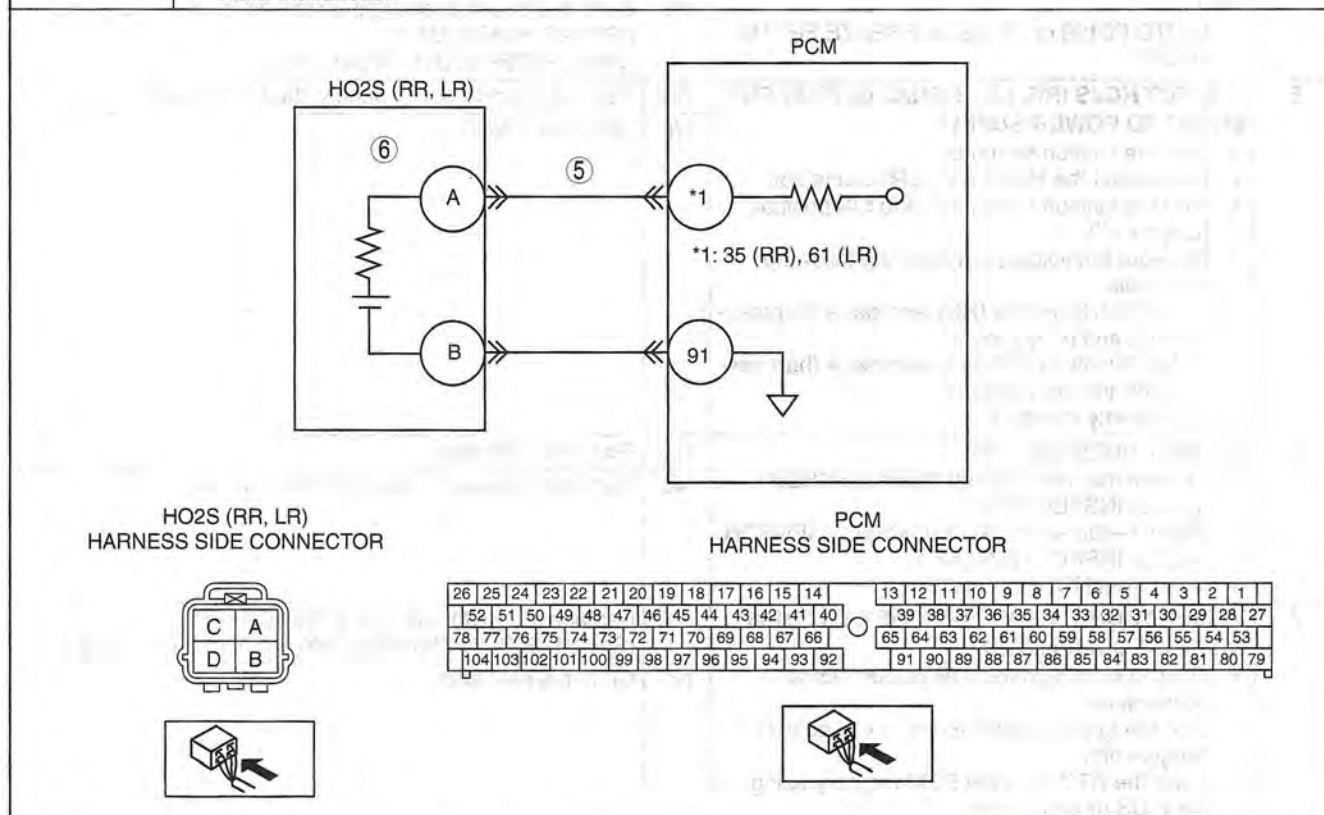 PCM
HO2S (RR, LR)
⑥
⑤
A
*1
*1: 35 (RR), 61 (LR)
B
91
HO2S (RR, LR)
HARNESS SIDE CONNECTOR
PCM
HARNESS SIDE CONNECTOR
C A
D B
26 25 24 23 22 21 20 19 18 17 16 15 14 13 12 11 10 9 8 7 6 5 4 3 2 1
52 51 50 49 48 47 46 45 44 43 42 41 40 39 38 37 36 35 34 33 32 31 30 29 28 27
78 77 76 75 74 73 72 71 70 69 68 67 66 65 64 63 62 61 60 59 58 57 56 55 54 53
104 103 102 101 100 99 98 97 96 95 94 93 92 91 90 89 88 87 86 85 84 83 82 81 80 79